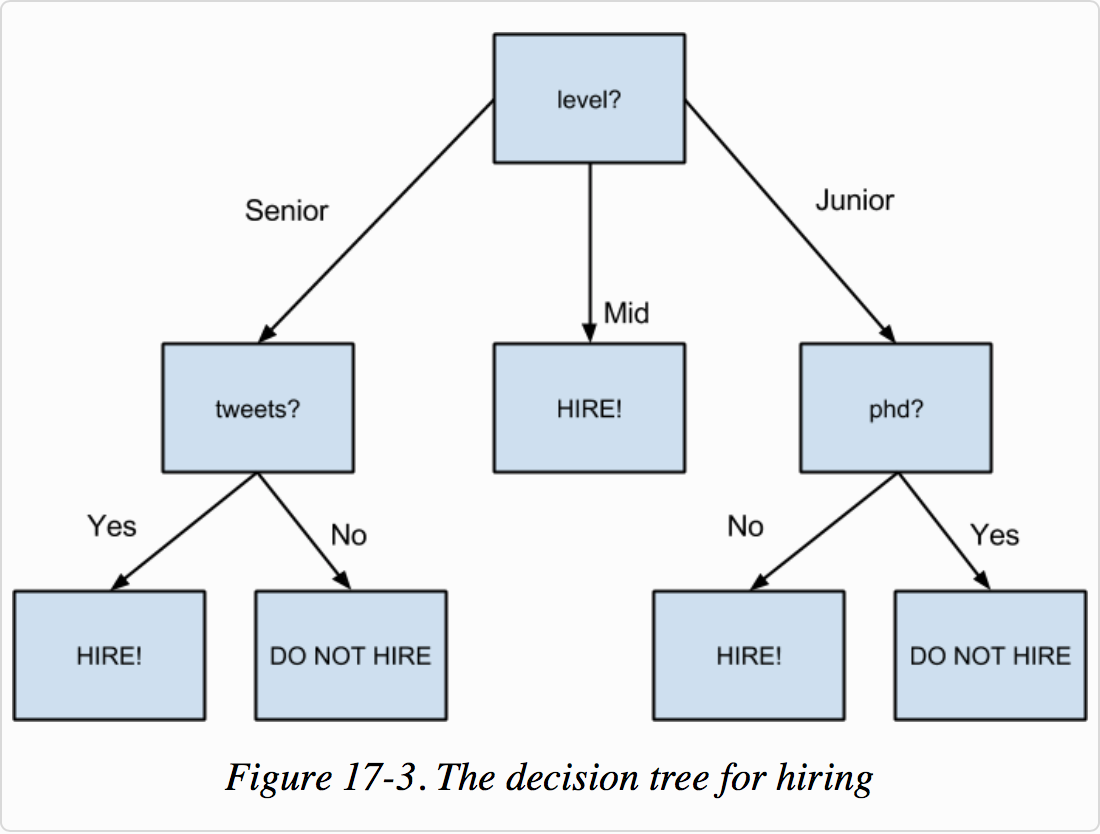 level?
Senior
Junior
Mid
tweets?
HIRE!
phd?
Yes
No
No
Yes
HIRE!
DO NOT HIRE
HIRE!
DO NOT HIRE
Figure 17-3. The decision tree for hiring